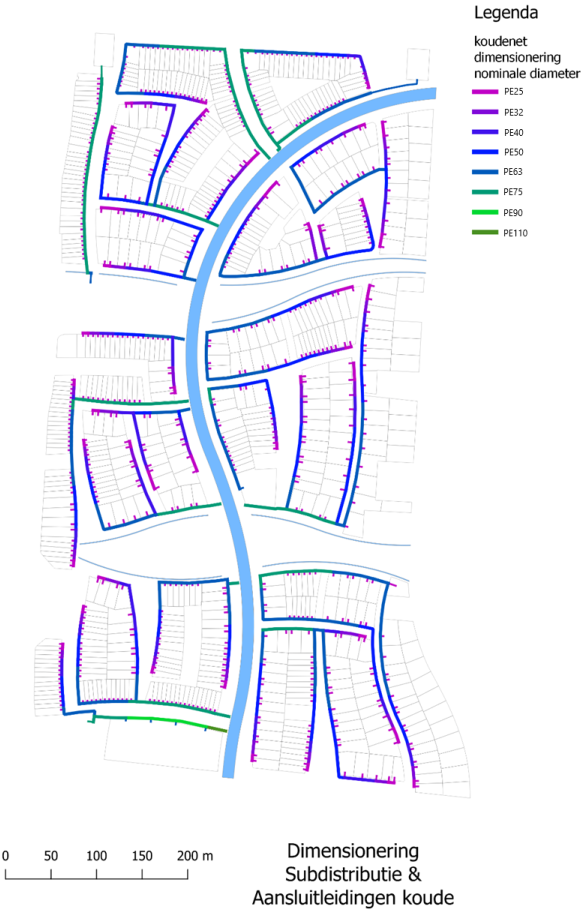 Legenda
koudenet
dimensionering
nominale diameter
PE25
PE32
PE40
PE50
PE63
PE75
PE90
PE110
0 50 100 150 200 m
Dimensionering
Subdistributie &
Aansluitleidingen koude